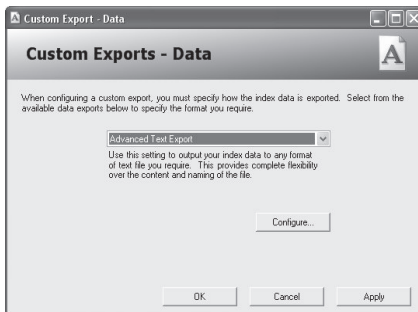 Custom Export - Data
Custom Exports - Data
A
When configuring a custom export, you must specify how the index data is exported. Select from the
available data exports below to specify the format you require.
Advanced Text Export
Use this setting to output your index data to any format
of text file you require. This provides complete flexibility
over the content and naming of the file.
Configure...
OK
Cancel
Apply